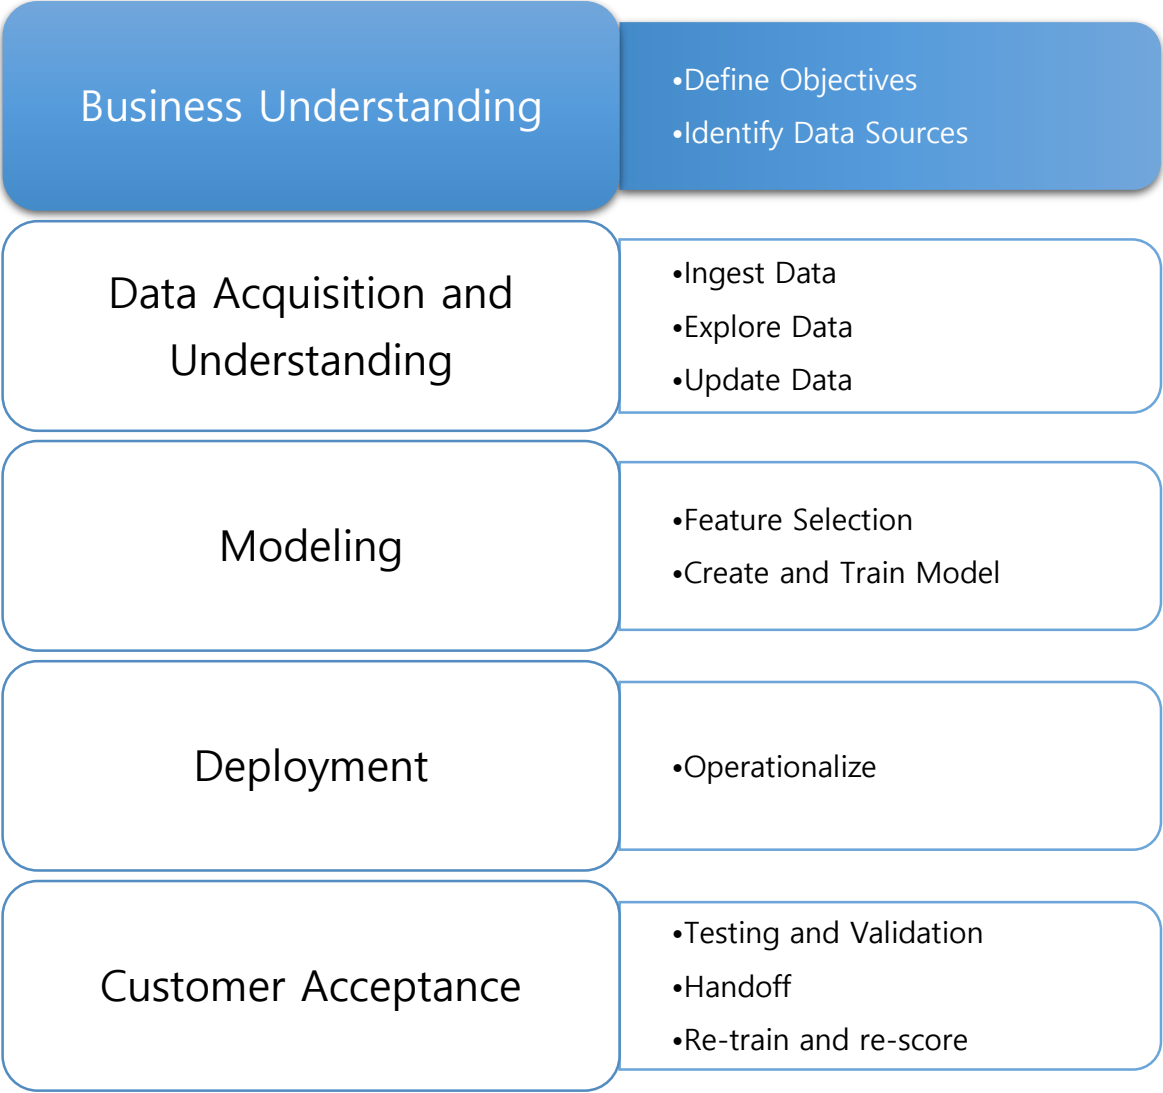 Business Understanding
•Define Objectives
•Identify Data Sources
Data Acquisition and
Understanding
•Ingest Data
•Explore Data
•Update Data
Modeling
•Feature Selection
•Create and Train Model
Deployment
•Operationalize
Customer Acceptance
•Testing and Validation
•Handoff
•Re-train and re-score